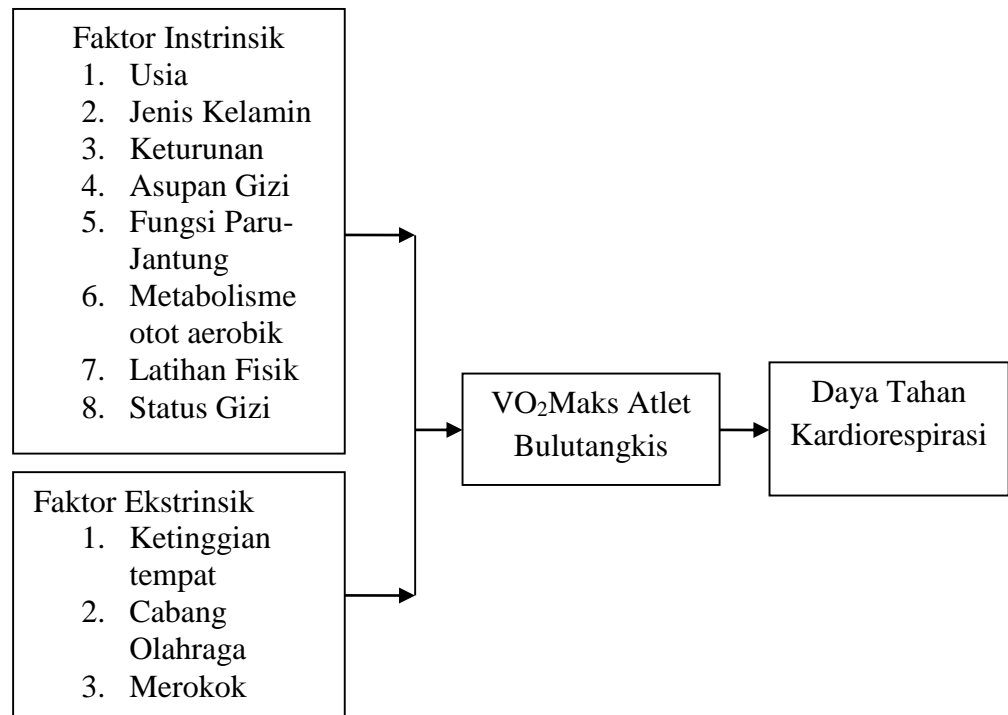 Faktor Instrinsik
1. Usia
2. Jenis Kelamin
3. Keturunan
4. Asupan Gizi
5. Fungsi Paru-
Jantung
6. Metabolisme
otot aerobik
7. Latihan Fisik
8. Status Gizi
Faktor Ekstrinsik
1. Ketinggian
tempat
2. Cabang
Olahraga
3. Merokok
VO₂Maks Atlet
Bulutangkis
Daya Tahan
Kardiorespirasi